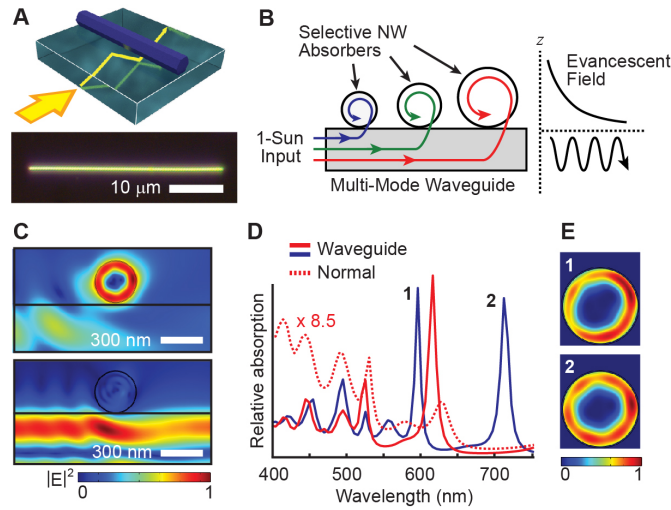 A
10 μm
B
Selective NW
Absorbers
1-Sun
Input
Multi-Mode Waveguide
z
Evanescent
Field
C
300 nm
300 nm
|E|²
0
1
D
Waveguide
Normal
x 8.5
1
2
Relative absorption
400
500
600
700
Wavelength (nm)
E
1
2
0
1